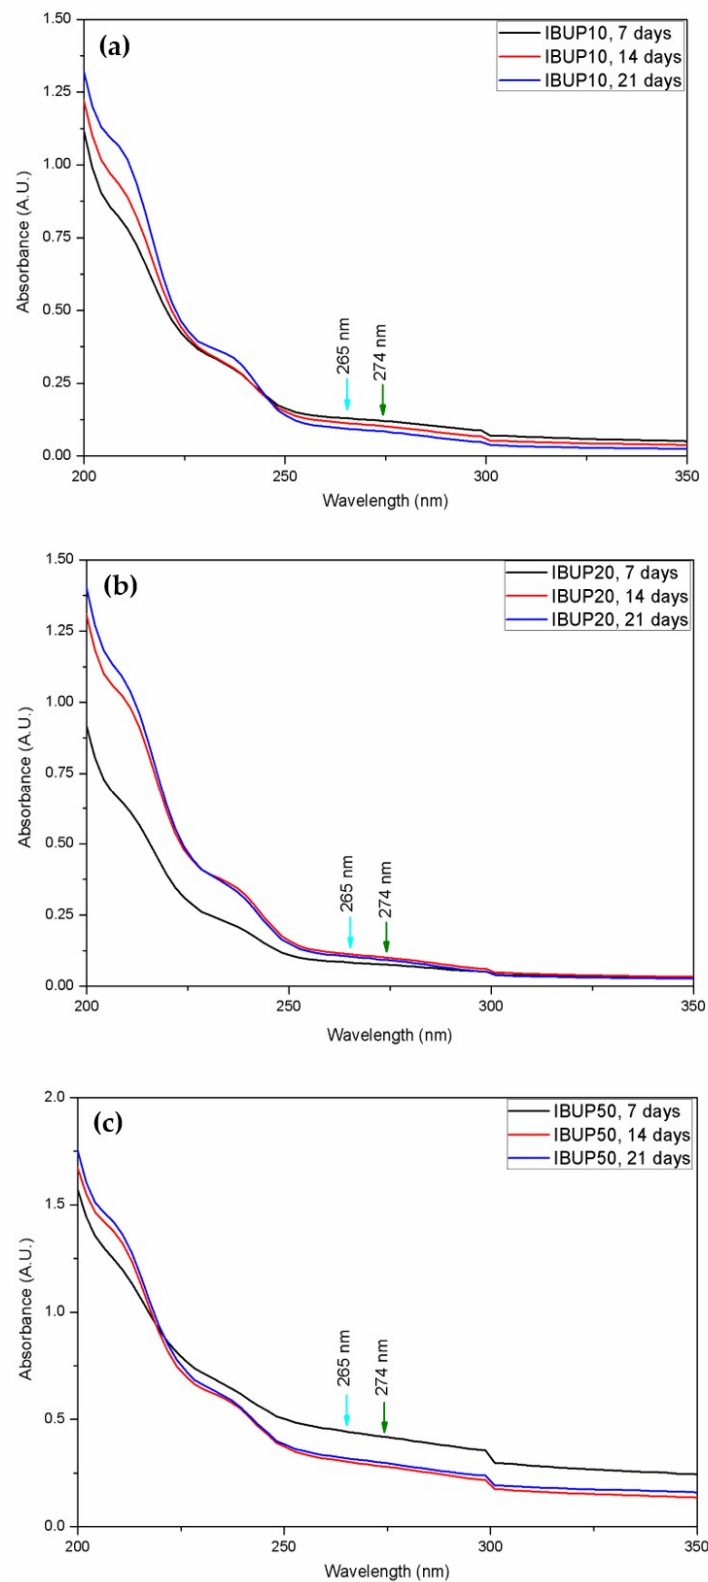 (a)
IBUP10, 7 days
IBUP10, 14 days
IBUP10, 21 days
1.50
1.25
1.00
0.75
0.50
0.25
0.00
Absorbance (A.U.)
265 nm
274 nm
200
250
300
350
Wavelength (nm)
(b)
IBUP20, 7 days
IBUP20, 14 days
IBUP20, 21 days
1.50
1.25
1.00
0.75
0.50
0.25
0.00
Absorbance (A.U.)
265 nm
274 nm
200
250
300
350
Wavelength (nm)
(c)
IBUP50, 7 days
IBUP50, 14 days
IBUP50, 21 days
2.0
1.5
1.0
0.5
0.0
Absorbance (A.U.)
265 nm
274 nm
200
250
300
350
Wavelength (nm)